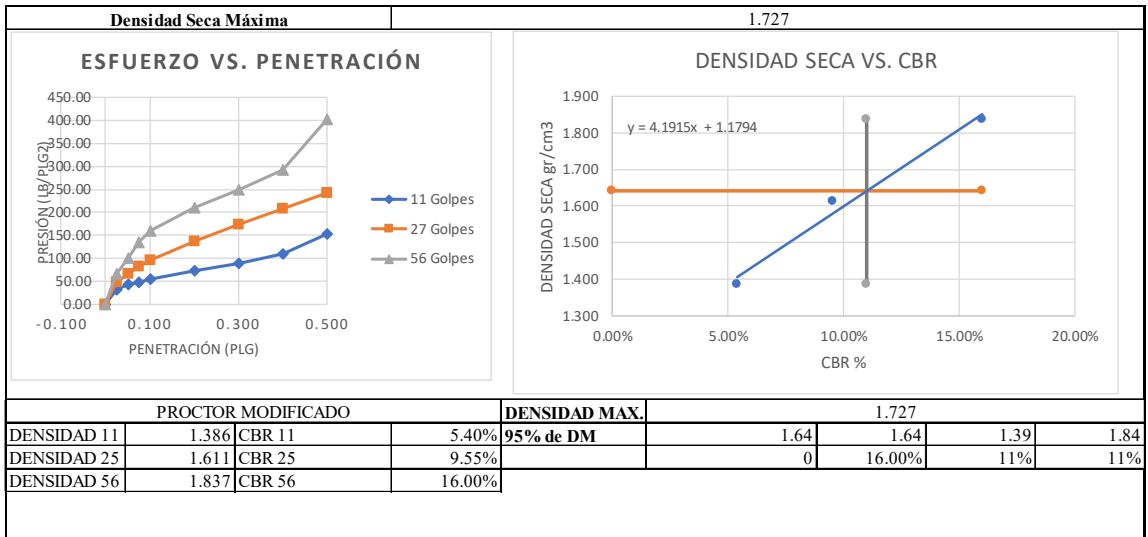 Densidad Seca Máxima 1.727
ESFUERZO VS. PENETRACIÓN
450.00
400.00
350.00
300.00
250.00
200.00
150.00
100.00
50.00
0.00
-0.100 0.100 0.300 0.500
PRESIÓN (LB/PLG2)
PENETRACIÓN (PLG)
11 Golpes
27 Golpes
56 Golpes
DENSIDAD SECA VS. CBR
1.900
1.800
1.700
1.600
1.500
1.400
1.300
y = 4.1915x + 1.1794
0.00% 5.00% 10.00% 15.00% 20.00%
DENSIDAD SECA gr/cm3
CBR %
PROCTOR MODIFICADO DENSIDAD MAX. 1.727
DENSIDAD 11 1.386 CBR 11 5.40% 95% de DM 1.64 1.64 1.39 1.84
DENSIDAD 25 1.611 CBR 25 9.55% 0 16.00% 11% 11%
DENSIDAD 56 1.837 CBR 56 16.00%